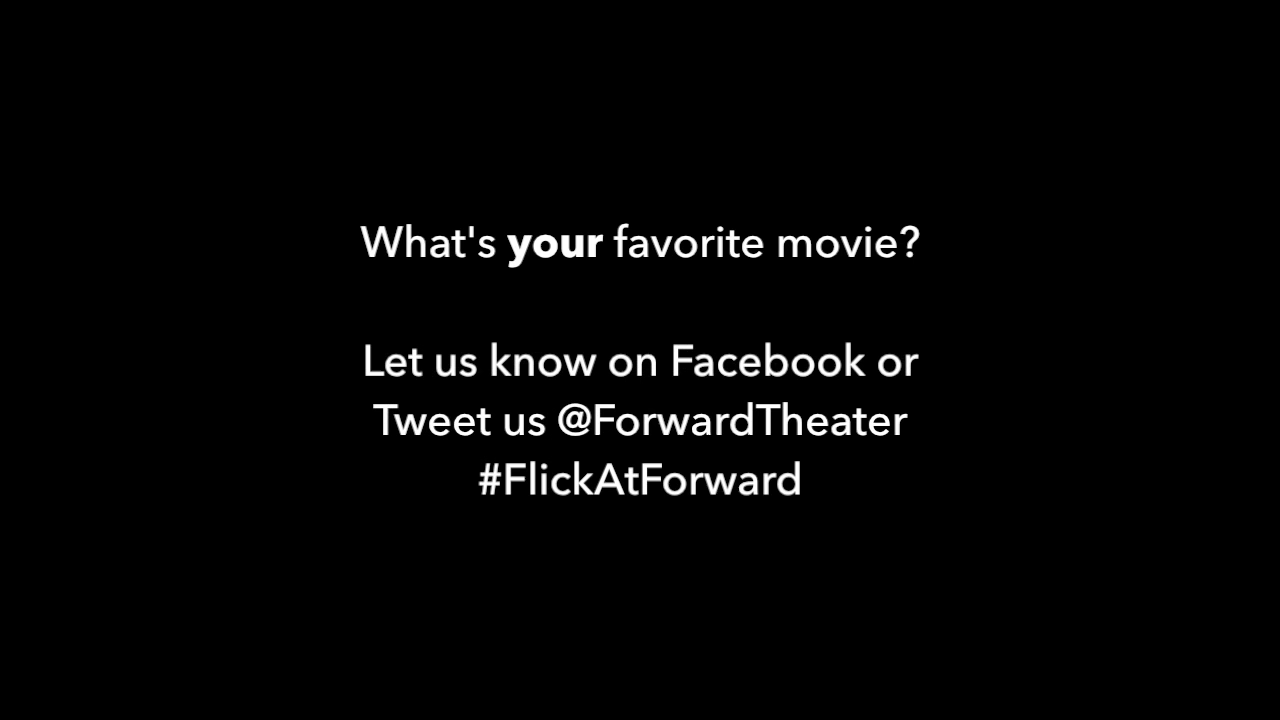 What's your favorite movie?
Let us know on Facebook or
Tweet us @ForwardTheater
#FlickAtForward